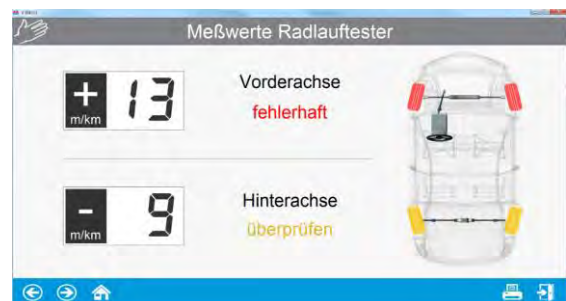 Meßwerte Radlauftester
+ 13
m/km
Vorderachse
fehlerhaft
- 9
m/km
Hinterachse
überprüfen